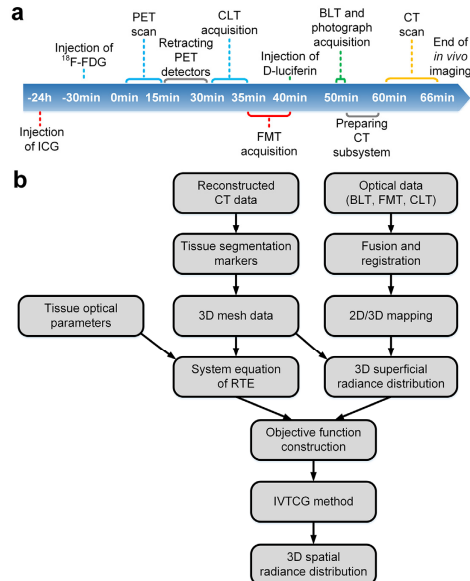 a
PET
scan
CLT
acquisition
BLT and
photograph
acquisition
CT
scan
Injection of
18F-FDG
Retracting
PET
detectors
Injection of
D-luciferin
End of
in vivo
imaging
-24h -30min 0min 15min 30min 35min 40min 50min 60min 66min
Injection
of ICG
FMT
acquisition
Preparing
CT
subsystem
b
Reconstructed
CT data
Optical data
(BLT, FMT, CLT)
Tissue segmentation
markers
Fusion and
registration
Tissue optical
parameters
3D mesh data
2D/3D mapping
System equation
of RTE
3D superficial
radiance distribution
Objective function
construction
IVTCG method
3D spatial
radiance distribution